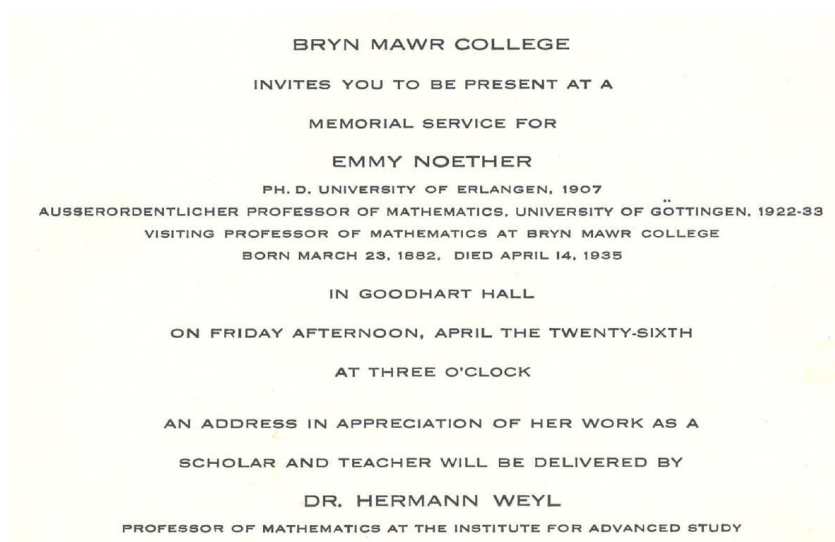 BRYN MAWR COLLEGE
INVITES YOU TO BE PRESENT AT A
MEMORIAL SERVICE FOR
EMMY NOETHER
PH. D. UNIVERSITY OF ERLANGEN, 1907
AUSSERORDENTLICHER PROFESSOR OF MATHEMATICS, UNIVERSITY OF GÖTTINGEN, 1922-33
VISITING PROFESSOR OF MATHEMATICS AT BRYN MAWR COLLEGE
BORN MARCH 23, 1882, DIED APRIL 14, 1935
IN GOODHART HALL
ON FRIDAY AFTERNOON, APRIL THE TWENTY-SIXTH
AT THREE O'CLOCK
AN ADDRESS IN APPRECIATION OF HER WORK AS A
SCHOLAR AND TEACHER WILL BE DELIVERED BY
DR. HERMANN WEYL
PROFESSOR OF MATHEMATICS AT THE INSTITUTE FOR ADVANCED STUDY